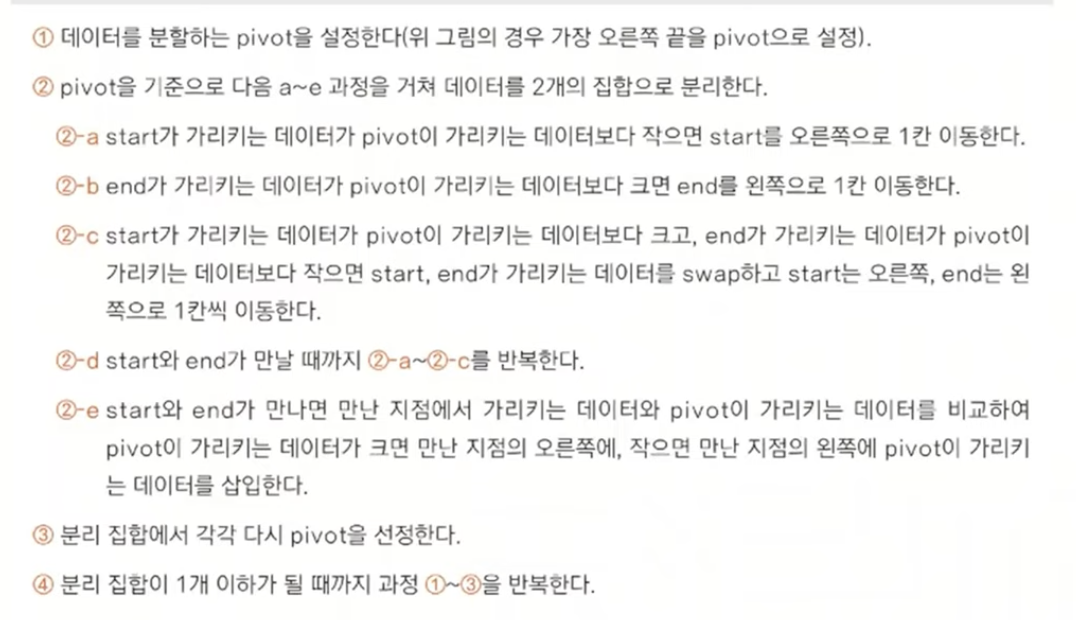 ① 데이터를 분할하는 pivot을 설정한다(위 그림의 경우 가장 오른쪽 끝을 pivot으로 설정).
② pivot을 기준으로 다음 a~e 과정을 거쳐 데이터를 2개의 집합으로 분리한다.
②-a start가 가리키는 데이터가 pivot이 가리키는 데이터보다 작으면 start를 오른쪽으로 1칸 이동한다.
②-b end가 가리키는 데이터가 pivot이 가리키는 데이터보다 크면 end를 왼쪽으로 1칸 이동한다.
②-c start가 가리키는 데이터가 pivot이 가리키는 데이터보다 크고, end가 가리키는 데이터가 pivot이
가리키는 데이터보다 작으면 start, end가 가리키는 데이터를 swap하고 start는 오른쪽, end는 왼
쪽으로 1칸씩 이동한다.
②-d start와 end가 만날 때까지 ②-a~②-c를 반복한다.
②-e start와 end가 만나면 만난 지점에서 가리키는 데이터와 pivot이 가리키는 데이터를 비교하여
pivot이 가리키는 데이터가 크면 만난 지점의 오른쪽에, 작으면 만난 지점의 왼쪽에 pivot이 가리키
는 데이터를 삽입한다.
③ 분리 집합에서 각각 다시 pivot을 선정한다.
④ 분리 집합이 1개 이하가 될 때까지 과정 ①~③을 반복한다.